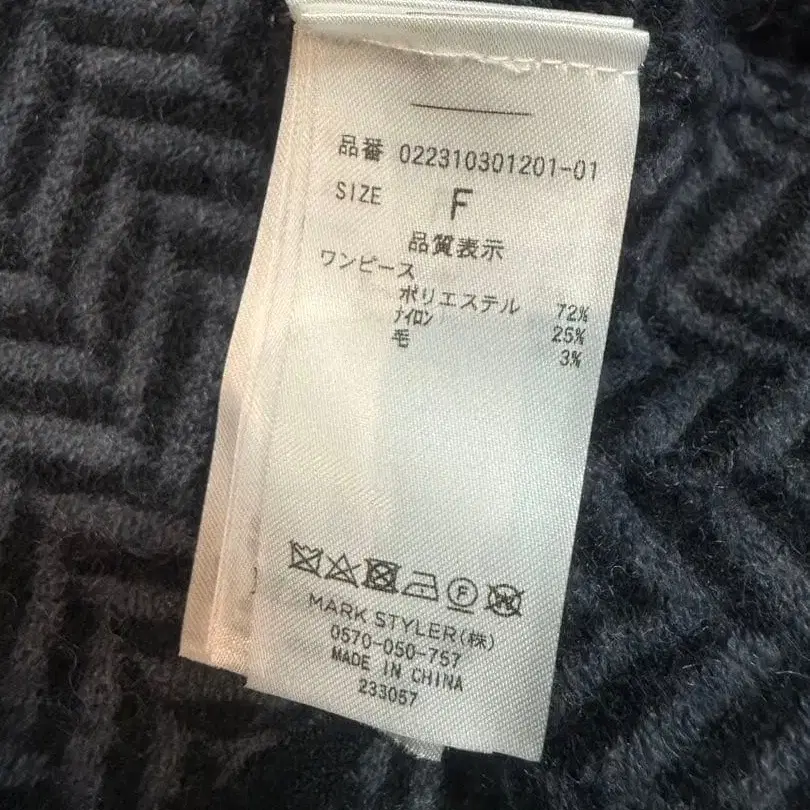 品番 022310301201-01
SIZE F
品質表示
ワンピース
ポリエステル 72%
ナイロン 25%
毛 3%
F W
MARK STYLER(株)
0570-050-757
MADE IN CHINA
233057